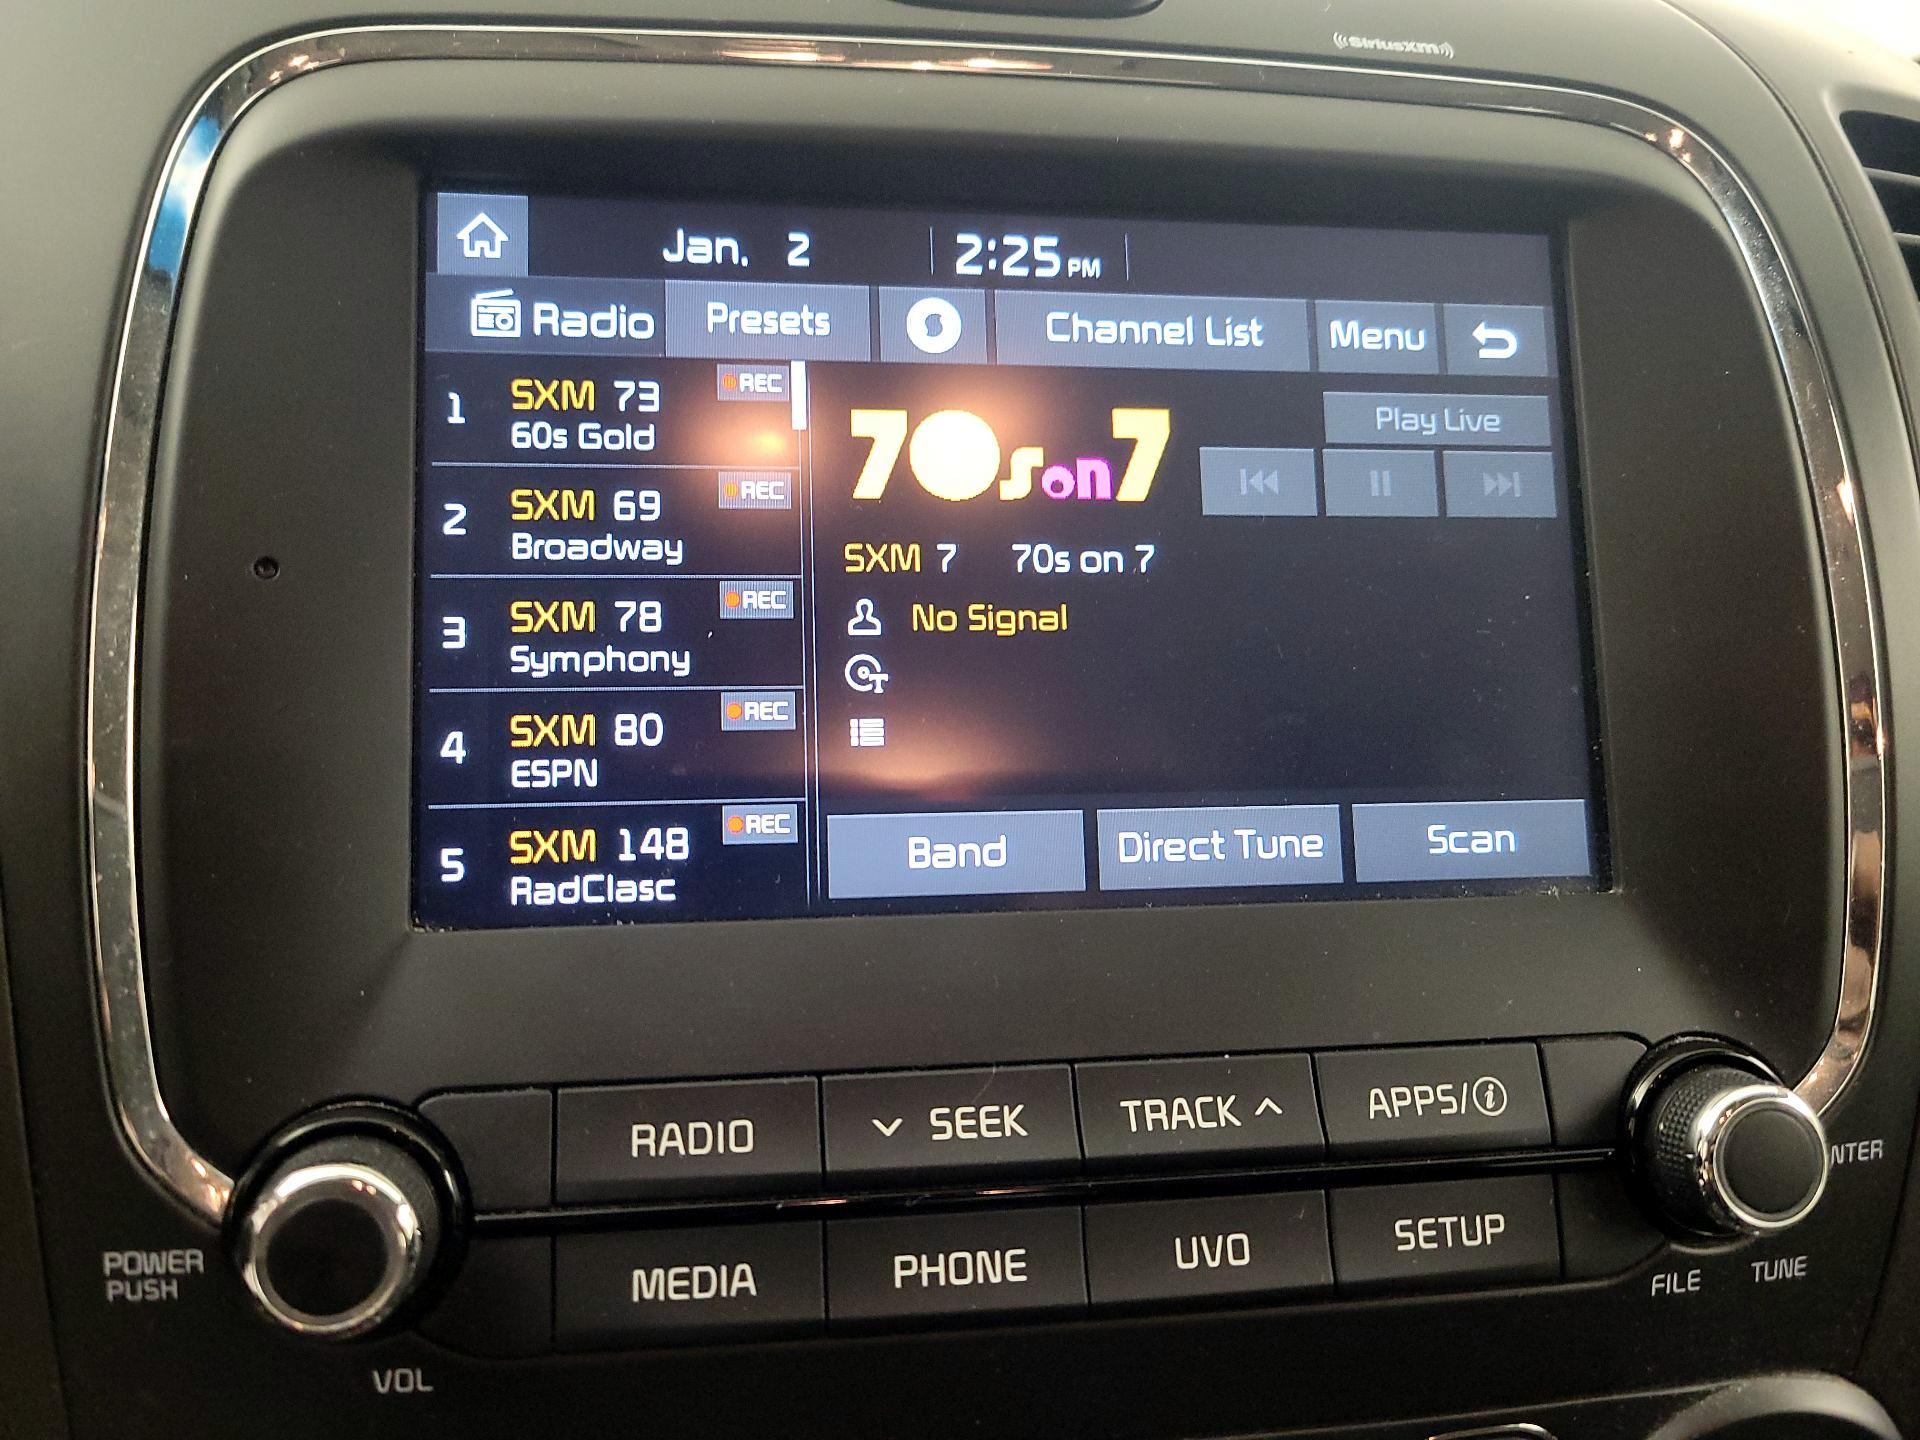 ((SiriusXM))
Jan. 2 2:25 PM
Radio Presets Channel List Menu
1 SXM 73 REC
60s Gold
2 SXM 69 REC
Broadway
3 SXM 78 REC
Symphony
4 SXM 80 REC
ESPN
5 SXM 148 REC
RadClasc
70s on 7
Play Live
SXM 7 70s on 7
No Signal
T
Band Direct Tune Scan
RADIO SEEK TRACK APPS/i
MEDIA PHONE UVO SETUP
POWER
PUSH
VOL
NTER
FILE TUNE